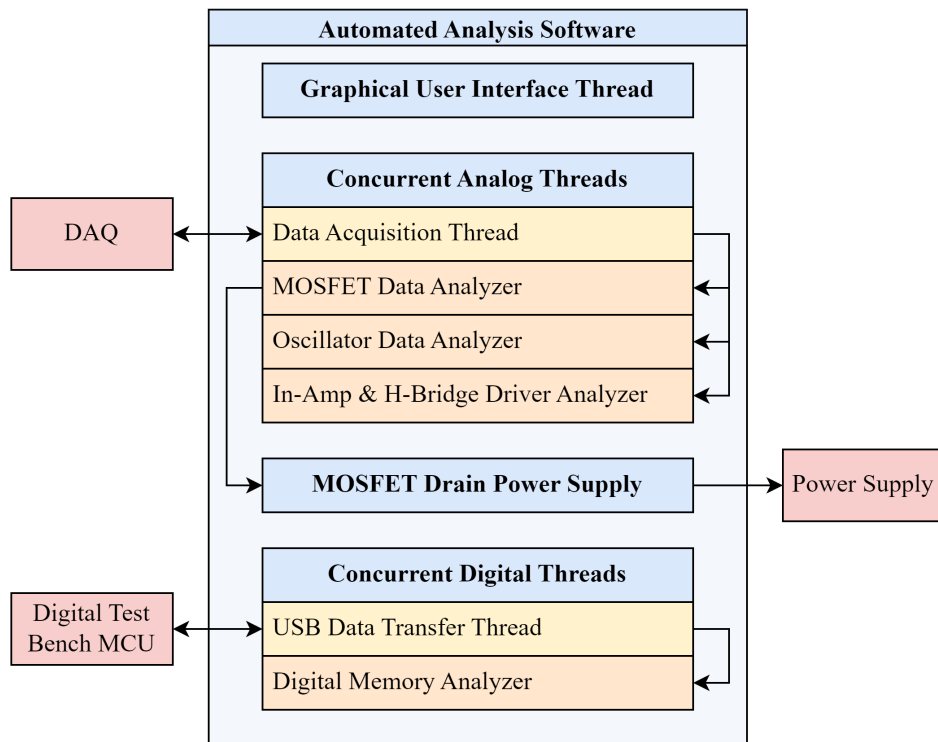 Automated Analysis Software
Graphical User Interface Thread
Concurrent Analog Threads
DAQ
Data Acquisition Thread
MOSFET Data Analyzer
Oscillator Data Analyzer
In-Amp & H-Bridge Driver Analyzer
MOSFET Drain Power Supply
Power Supply
Concurrent Digital Threads
Digital Test
Bench MCU
USB Data Transfer Thread
Digital Memory Analyzer